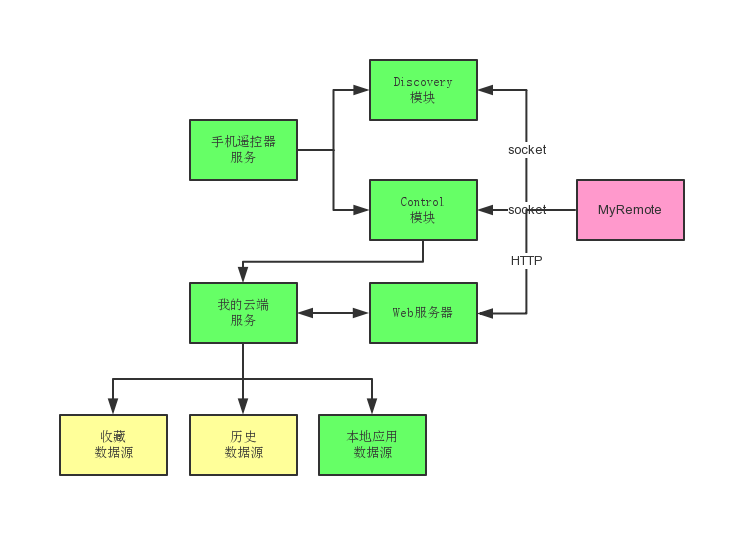 Discovery
模块
手机遥控器
服务
socket
Control
模块
socket
MyRemote
HTTP
我的云端
服务
Web服务器
收藏
数据源
历史
数据源
本地应用
数据源